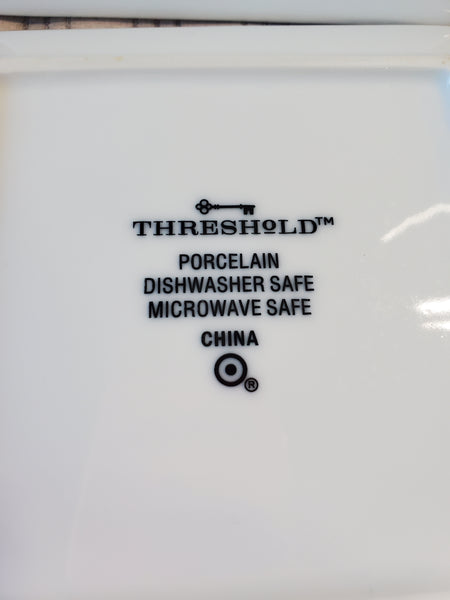 THRESHOLD™
PORCELAIN
DISHWASHER SAFE
MICROWAVE SAFE
CHINA
®